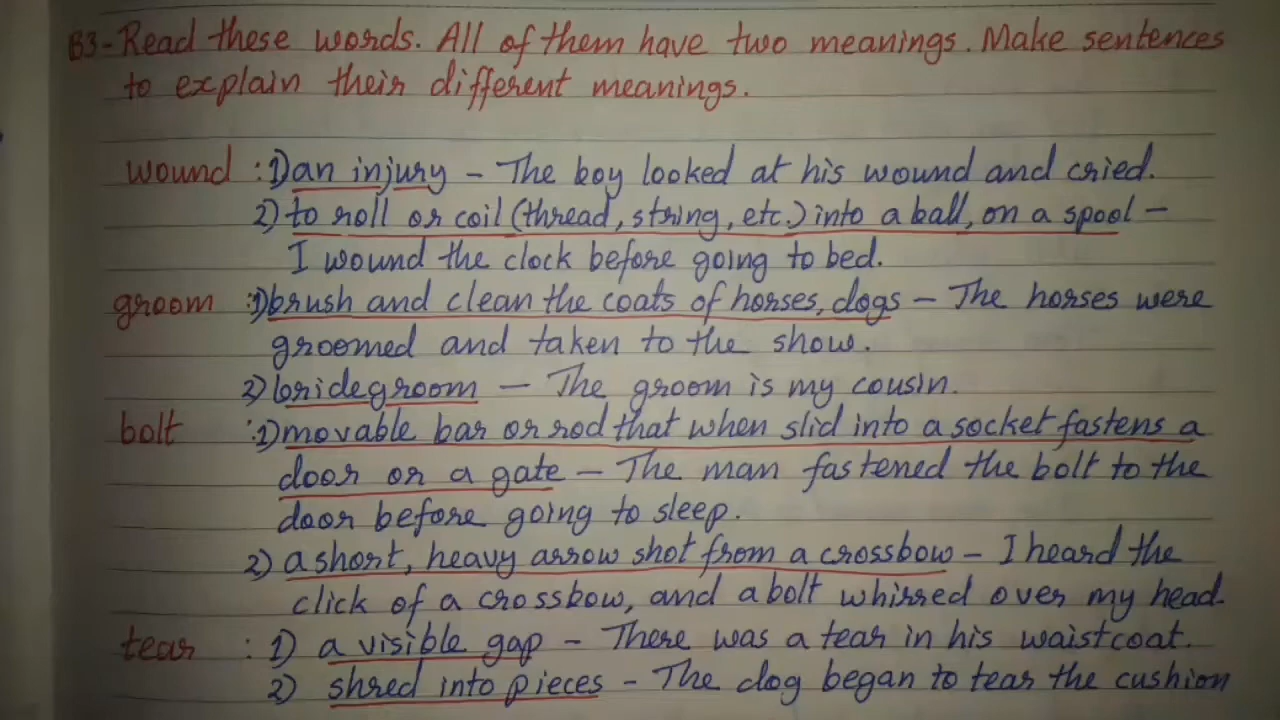 B3-Read these words. All of them have two meanings. Make sentences
to explain their different meanings.
wound :1)an injury - The boy looked at his wound and cried.
2) to roll or coil (thread, string, etc.) into a ball, on a spool -
I wound the clock before going to bed.
groom :1)brush and clean the coats of horses, dogs - The horses were
groomed and taken to the show.
2) bridegroom - The groom is my cousin.
bolt :1)movable bar or rod that when slid into a socket fastens a
door or a gate - The man fastened the bolt to the
door before going to sleep.
2) a short, heavy arrow shot from a crossbow - I heard the
click of a crossbow, and a bolt whirred over my head.
tear : 1) a visible gap - There was a tear in his waistcoat.
2) shred into pieces - The dog began to tear the cushion